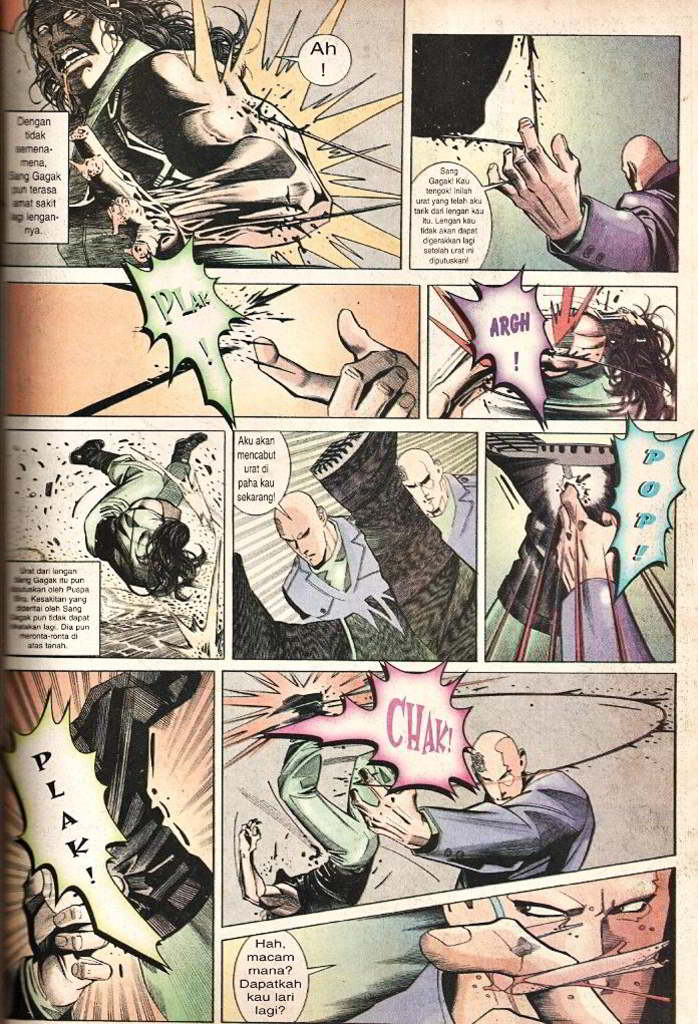 Ah
!
Dengan
tidak
semena-
mena,
Sang Gagak
pun terasa
amat sakit
lagi lengan-
nya.
Sang
Gagak! Kau
tengok! Inilah
urat yang telah aku
tarik dari lengan kau
itu. Lengan kau
tidak akan dapat
digerakkan lagi
setelah urat ini
diputuskan!
PLAK
!
ARGH
!
Urat dari lengan
Sang Gagak itu pun
diputuskan oleh Puspa
Biru. Kesakitan yang
dideritai oleh Sang
Gagak pun tidak dapat
dikatakan lagi. Dia pun
meronta-ronta di
atas tanah.
Aku akan
mencabut
urat di
paha kau
sekarang!
POP!
PLAK!
CHAK!
Hah,
macam
mana?
Dapatkah
kau lari
lagi?